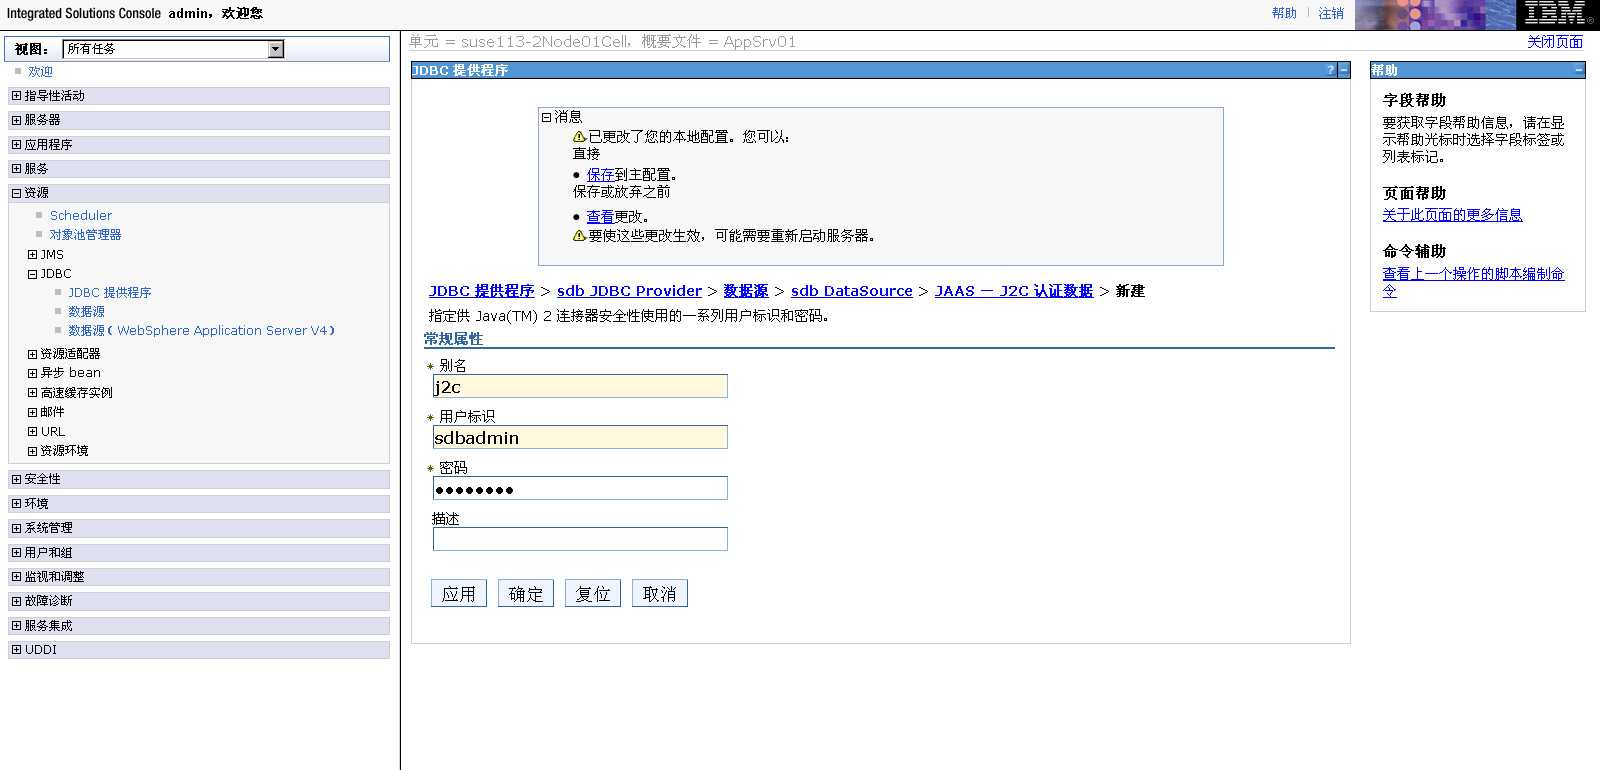 Integrated Solutions Console admin，欢迎您
帮助 注销
IBM
视图： 所有任务
欢迎
指导性活动
服务器
应用程序
服务
资源
Scheduler
对象池管理器
JMS
JDBC
JDBC 提供程序
数据源
数据源（WebSphere Application Server V4）
资源适配器
异步 bean
高速缓存实例
邮件
URL
资源环境
安全性
环境
系统管理
用户和组
监视和调整
故障诊断
服务集成
UDDI
单元 = suse113-2Node01Cell，概要文件 = AppSrv01
关闭页面
JDBC 提供程序
消息
已更改了您的本地配置。您可以：
直接
保存到主配置。
保存或放弃之前
查看更改。
要使这些更改生效，可能需要重新启动服务器。
JDBC 提供程序 > sdb JDBC Provider > 数据源 > sdb DataSource > JAAS － J2C 认证数据 > 新建
指定供 Java(TM) 2 连接器安全性使用的一系列用户标识和密码。
常规属性
* 别名
j2c
* 用户标识
sdbadmin
* 密码
●●●●●●●●
描述
应用 确定 复位 取消
帮助
字段帮助
要获取字段帮助信息，请在显
示帮助光标时选择字段标签或
列表标记。
页面帮助
关于此页面的更多信息
命令辅助
查看上一个操作的脚本编制命
令